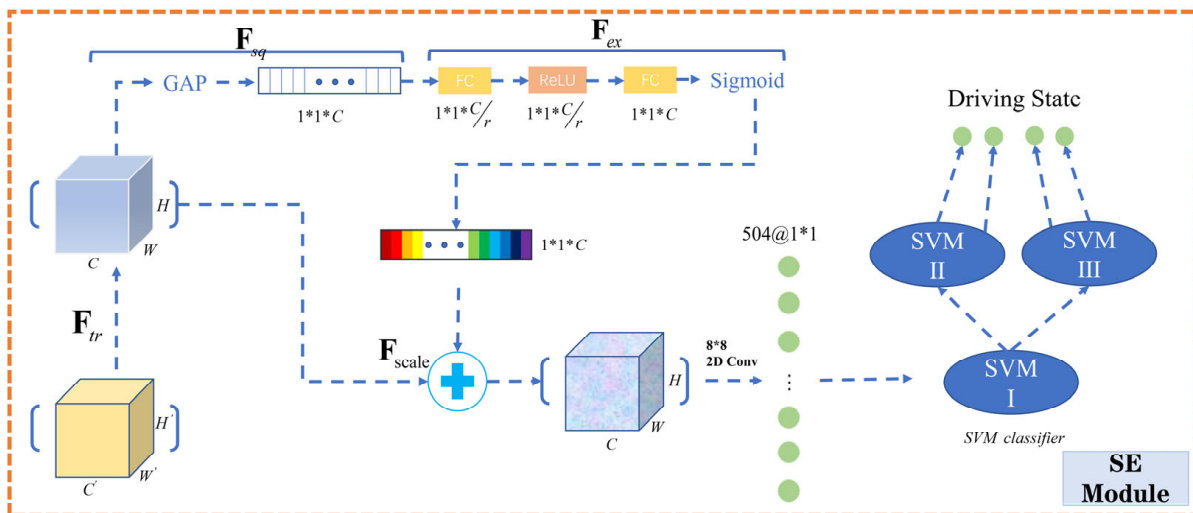 F_sq
F_ex
GAP
FC
ReLU
FC
Sigmoid
1*1*C
1*1*C/r
1*1*C/r
1*1*C
Driving State
H
W
C
1*1*C
504@1*1
SVM
II
SVM
III
F_tr
F_scale
8*8
2D Conv
H
W
C
SVM
I
SVM classifier
H'
W'
C'
SE
Module